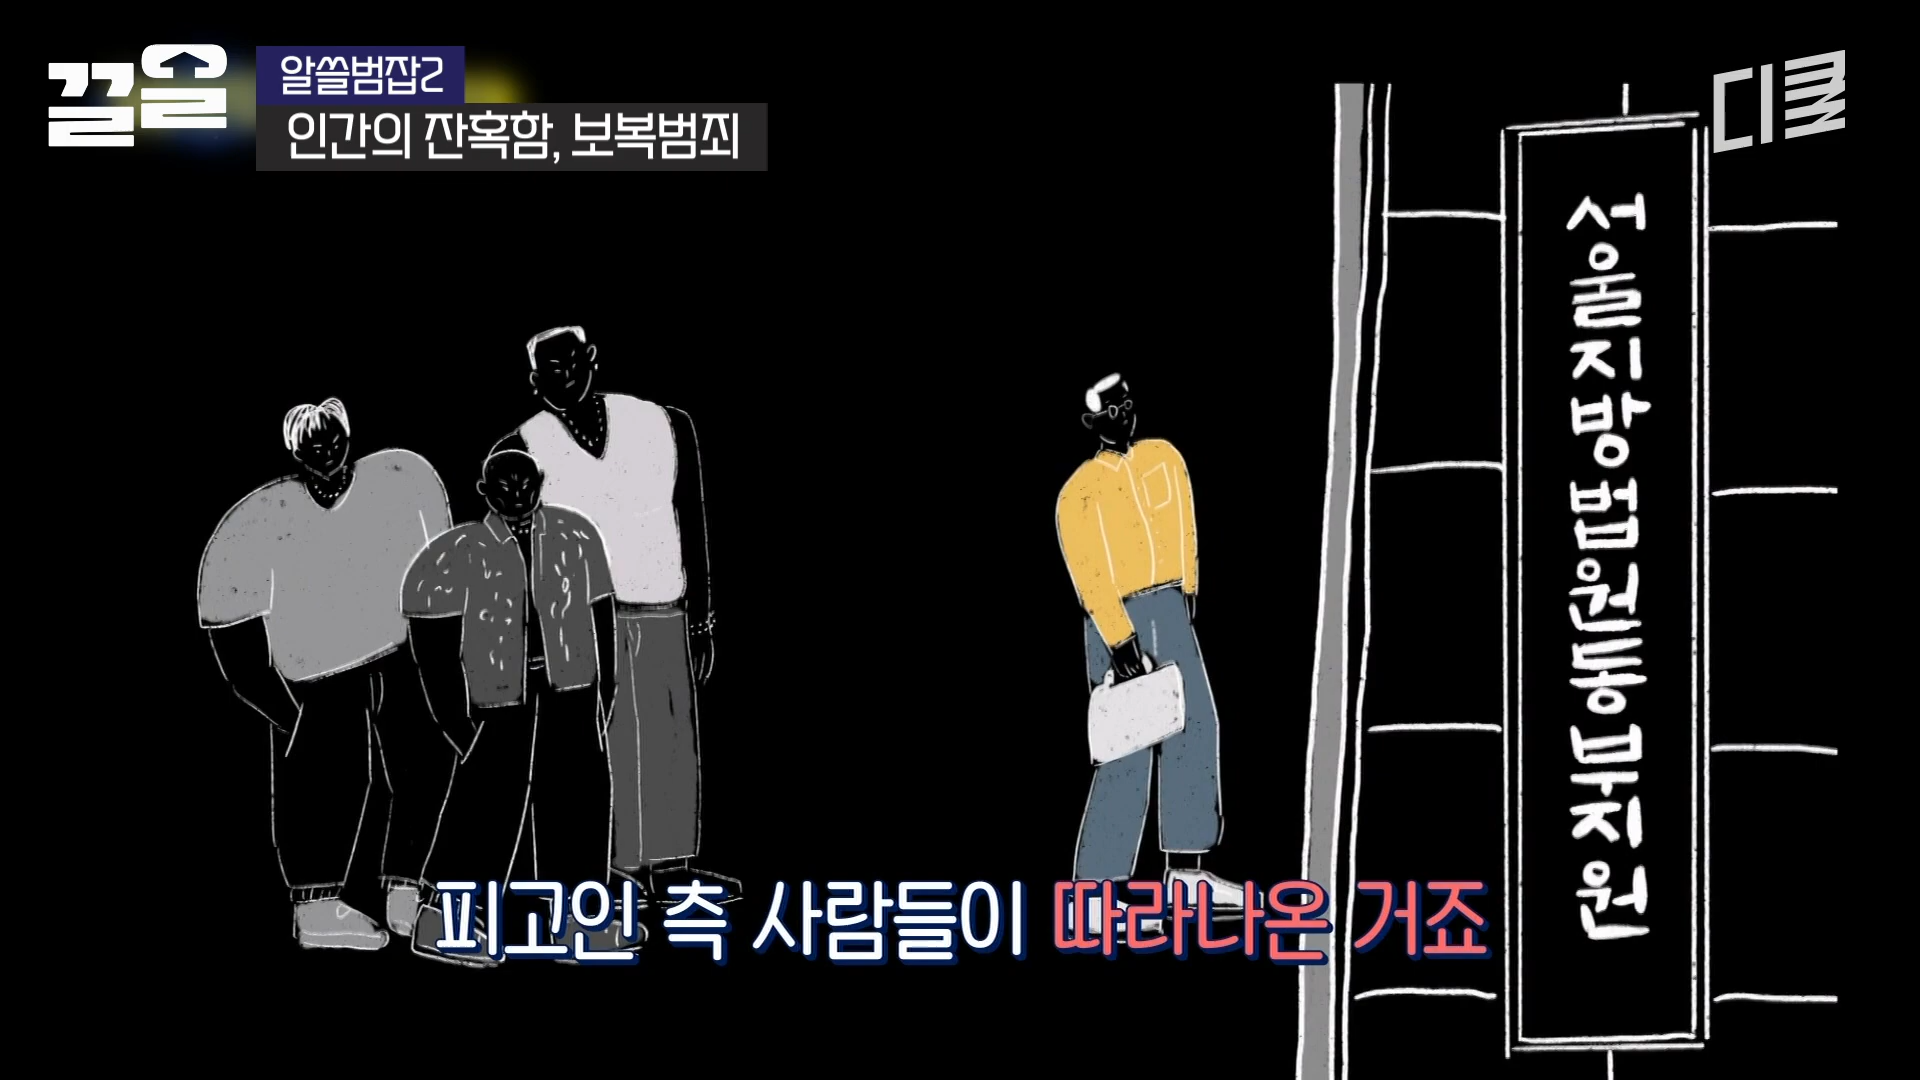 끌올
알쓸범잡2
인간의 잔혹함, 보복범죄
디클
서울지방법원동부지원
피고인 측 사람들이 따라나온 거죠